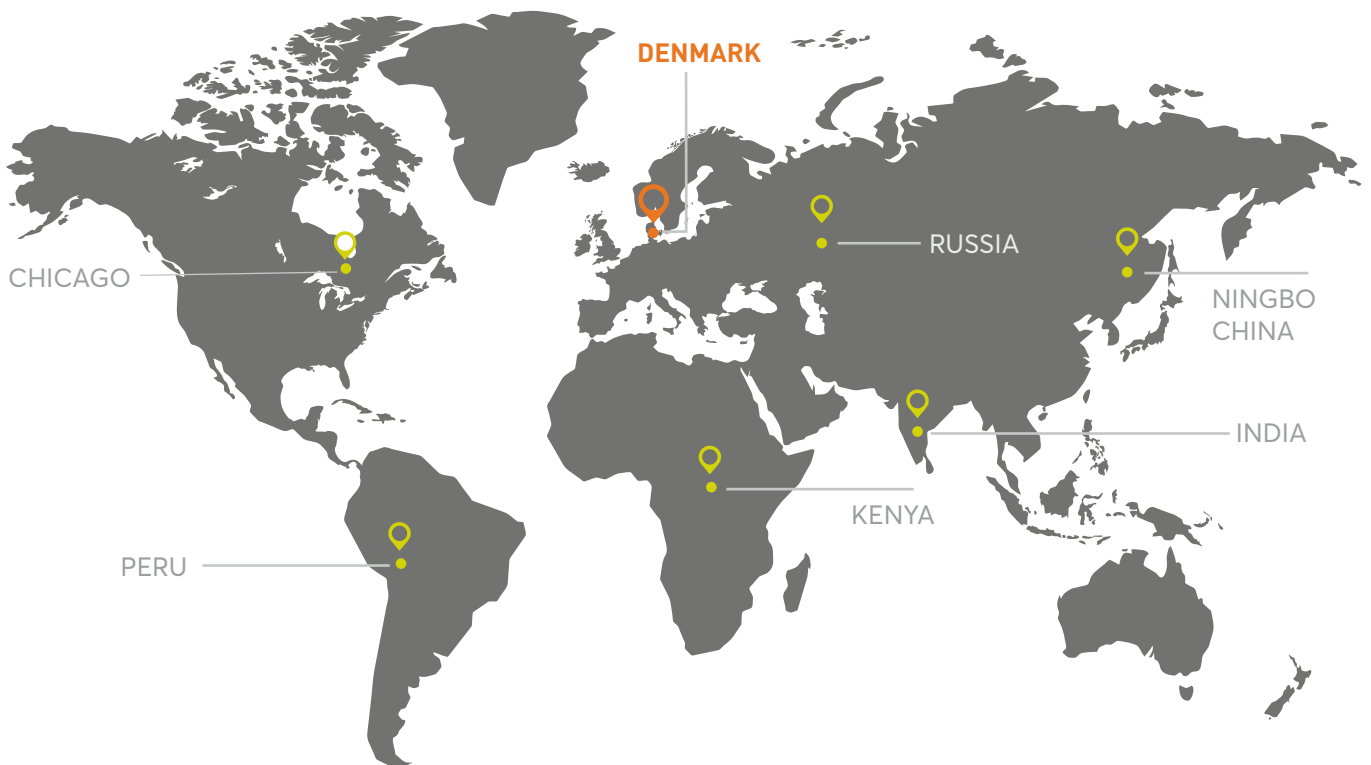 DENMARK
RUSSIA
CHICAGO
NINGBO
CHINA
INDIA
KENYA
PERU